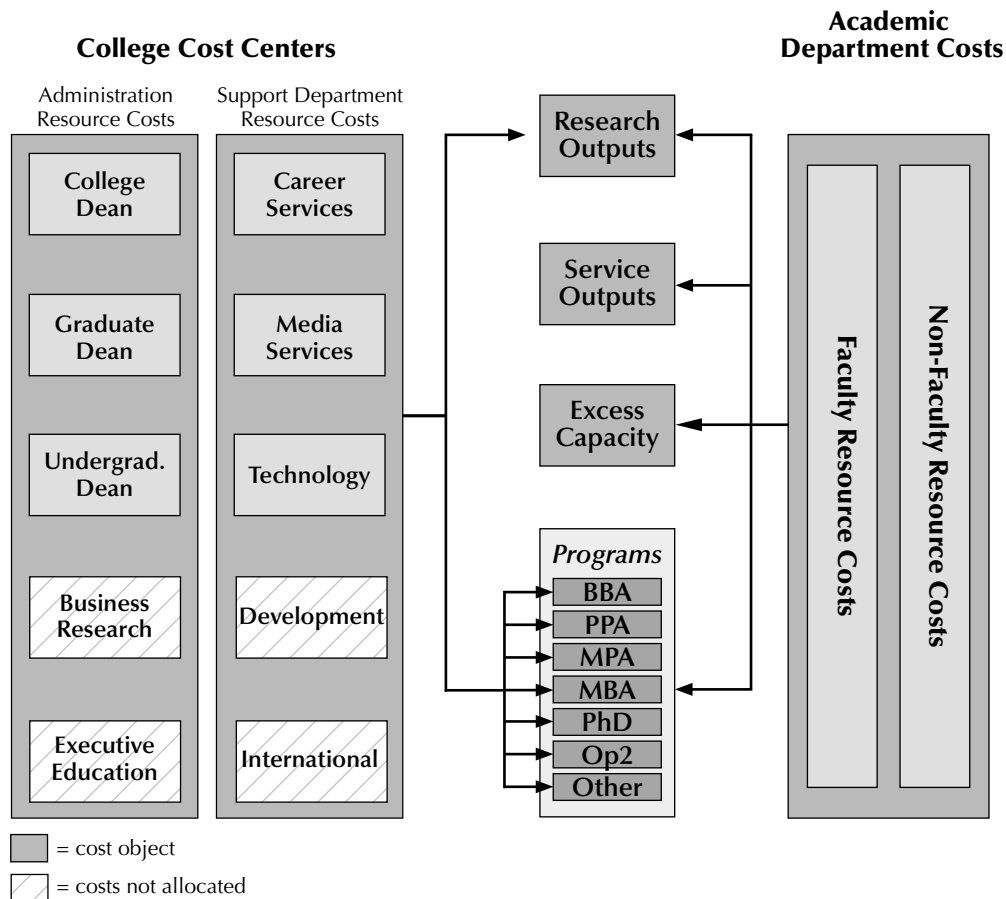 College Cost Centers
Academic
Department Costs
Administration
Resource Costs
Support Department
Resource Costs
College
Dean
Graduate
Dean
Undergrad.
Dean
Business
Research
Executive
Education
Career
Services
Media
Services
Technology
Development
International
Research
Outputs
Service
Outputs
Excess
Capacity
Programs
BBA
PPA
MPA
MBA
PhD
Op2
Other
Faculty Resource Costs
Non-Faculty Resource Costs
= cost object
= costs not allocated